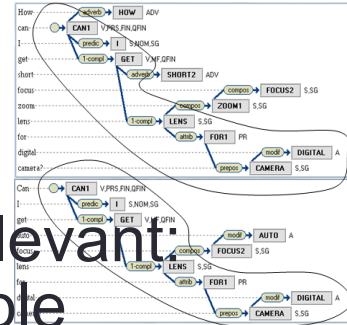 How adverb HOW ADV
can CAN1 V,PRS,FIN,QFIN
I predic I S,NOM,SG
get 1-compl GET V,MF,QFIN
short adverb SHORT2 ADV
focus compos FOCUS2 S,SG
zoom compos ZOOM1 S,SG
lens 1-compl LENS S,SG
for attrib FOR1 PR
digital modif DIGITAL A
camera? prepos CAMERA S,SG
Can CAN1 V,PRS,FIN,QFIN
I predic I S,NOM,SG
get 1-compl GET
modif AUTO A
focus compos FOCUS2 S,SG
lens 1-compl LENS S,SG
attrib FOR1 PR
modif DIGITAL A
prepos CAMERA S,SG
levant:
ple